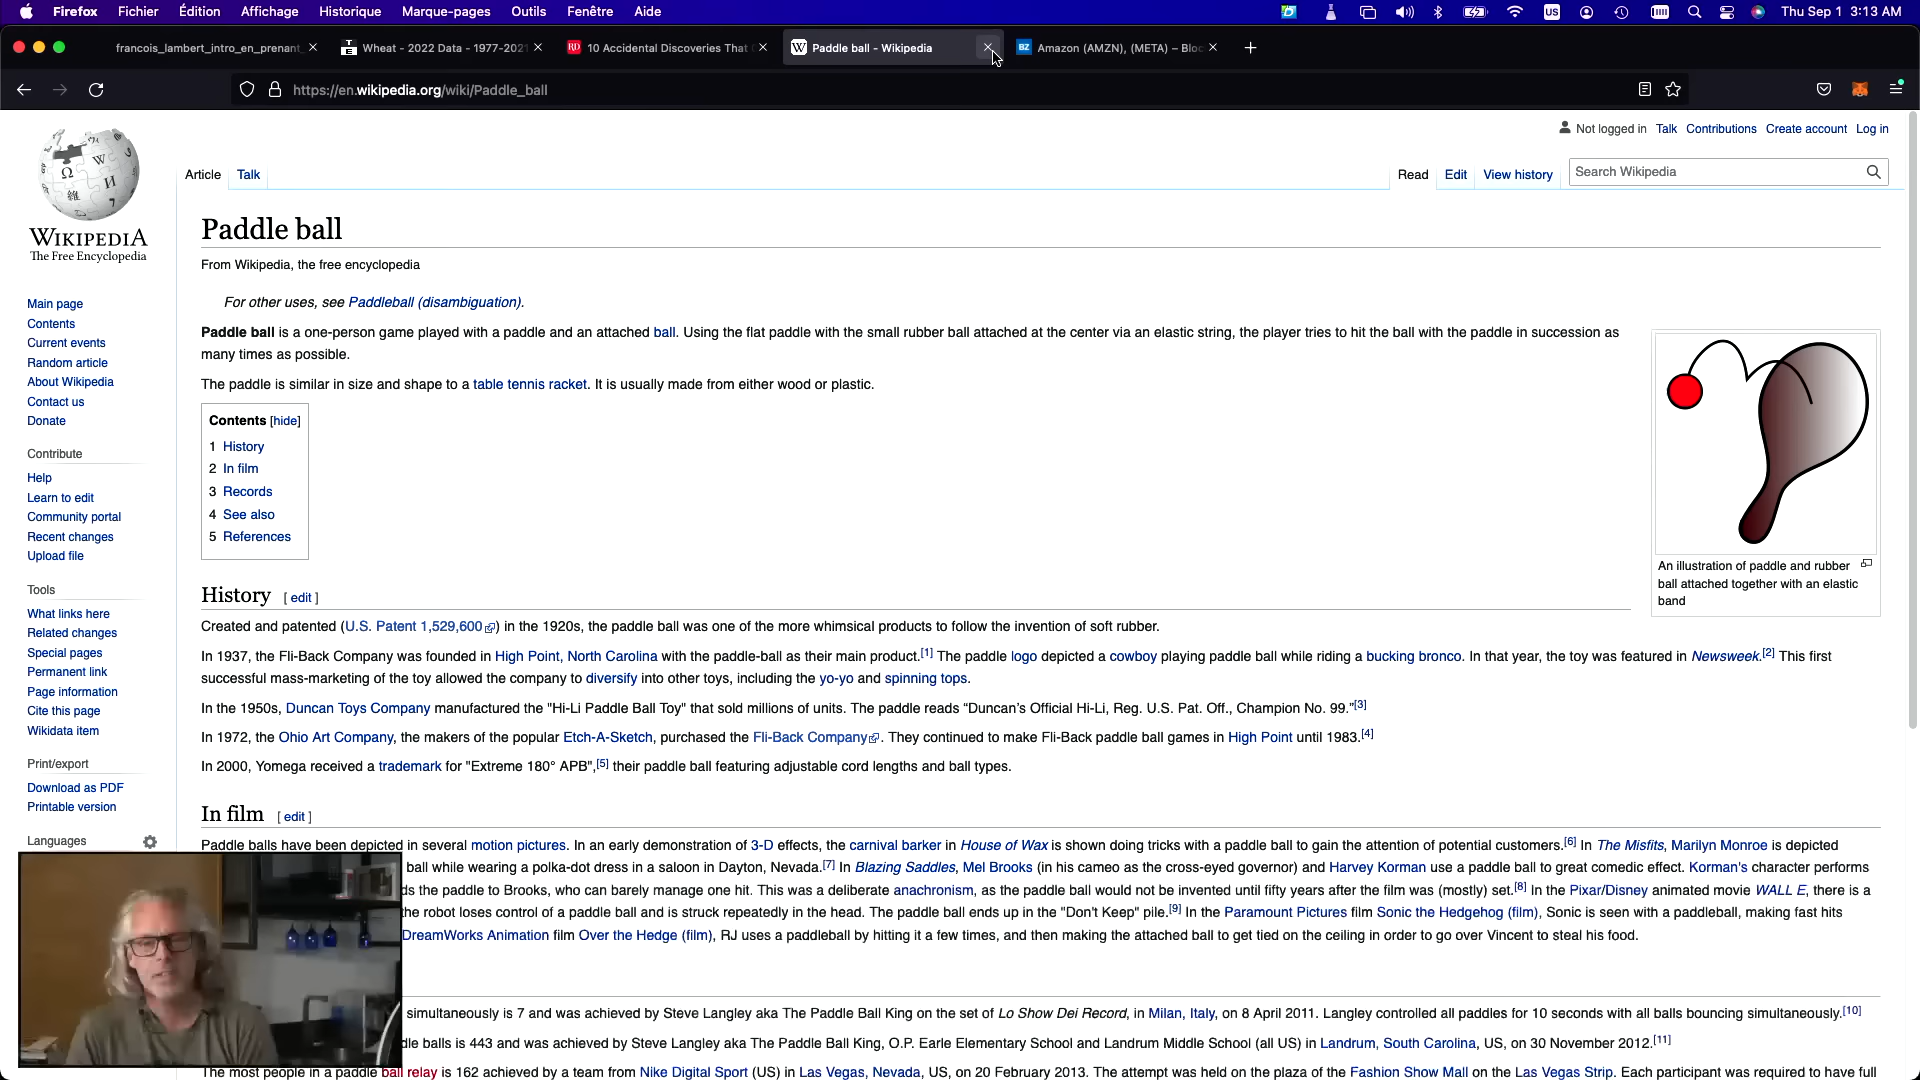 Firefox Fichier Édition Affichage Historique Marque-pages Outils Fenêtre Aide US Thu Sep 1 3:13 AM
francois_lambert_intro_en_prenant Wheat - 2022 Data - 1977-2021 10 Accidental Discoveries That Paddle ball - Wikipedia BZ Amazon (AMZN), (META) – Bloc
https://en.wikipedia.org/wiki/Paddle_ball
Not logged in Talk Contributions Create account Log in
Article Talk Read Edit View history Search Wikipedia
WIKIPEDIA
The Free Encyclopedia
Main page
Contents
Current events
Random article
About Wikipedia
Contact us
Donate
Contribute
Help
Learn to edit
Community portal
Recent changes
Upload file
Tools
What links here
Related changes
Special pages
Permanent link
Page information
Cite this page
Wikidata item
Print/export
Download as PDF
Printable version
Languages
Paddle ball
From Wikipedia, the free encyclopedia
For other uses, see Paddleball (disambiguation).
Paddle ball is a one-person game played with a paddle and an attached ball. Using the flat paddle with the small rubber ball attached at the center via an elastic string, the player tries to hit the ball with the paddle in succession as
many times as possible.
The paddle is similar in size and shape to a table tennis racket. It is usually made from either wood or plastic.
Contents [hide]
1 History
2 In film
3 Records
4 See also
5 References
An illustration of paddle and rubber
ball attached together with an elastic
band
History [ edit ]
Created and patented (U.S. Patent 1,529,600) in the 1920s, the paddle ball was one of the more whimsical products to follow the invention of soft rubber.
In 1937, the Fli-Back Company was founded in High Point, North Carolina with the paddle-ball as their main product.[1] The paddle logo depicted a cowboy playing paddle ball while riding a bucking bronco. In that year, the toy was featured in Newsweek.[2] This first
successful mass-marketing of the toy allowed the company to diversify into other toys, including the yo-yo and spinning tops.
In the 1950s, Duncan Toys Company manufactured the "Hi-Li Paddle Ball Toy" that sold millions of units. The paddle reads “Duncan’s Official Hi-Li, Reg. U.S. Pat. Off., Champion No. 99.”[3]
In 1972, the Ohio Art Company, the makers of the popular Etch-A-Sketch, purchased the Fli-Back Company. They continued to make Fli-Back paddle ball games in High Point until 1983.[4]
In 2000, Yomega received a trademark for "Extreme 180° APB",[5] their paddle ball featuring adjustable cord lengths and ball types.
In film [ edit ]
Paddle balls have been depicted in several motion pictures. In an early demonstration of 3-D effects, the carnival barker in House of Wax is shown doing tricks with a paddle ball to gain the attention of potential customers.[6] In The Misfits, Marilyn Monroe is depicted
ball while wearing a polka-dot dress in a saloon in Dayton, Nevada.[7] In Blazing Saddles, Mel Brooks (in his cameo as the cross-eyed governor) and Harvey Korman use a paddle ball to great comedic effect. Korman's character performs
ds the paddle to Brooks, who can barely manage one hit. This was a deliberate anachronism, as the paddle ball would not be invented until fifty years after the film was (mostly) set.[8] In the Pixar/Disney animated movie WALL E, there is a
the robot loses control of a paddle ball and is struck repeatedly in the head. The paddle ball ends up in the "Don't Keep" pile.[9] In the Paramount Pictures film Sonic the Hedgehog (film), Sonic is seen with a paddleball, making fast hits
DreamWorks Animation film Over the Hedge (film), RJ uses a paddleball by hitting it a few times, and then making the attached ball to get tied on the ceiling in order to go over Vincent to steal his food.
simultaneously is 7 and was achieved by Steve Langley aka The Paddle Ball King on the set of Lo Show Dei Record, in Milan, Italy, on 8 April 2011. Langley controlled all paddles for 10 seconds with all balls bouncing simultaneously.[10]
dle balls is 443 and was achieved by Steve Langley aka The Paddle Ball King, O.P. Earle Elementary School and Landrum Middle School (all US) in Landrum, South Carolina, US, on 30 November 2012.[11]
The most people in a paddle ball relay is 162 achieved by a team from Nike Digital Sport (US) in Las Vegas, Nevada, US, on 20 February 2013. The attempt was held on the plaza of the Fashion Show Mall on the Las Vegas Strip. Each participant was required to have full